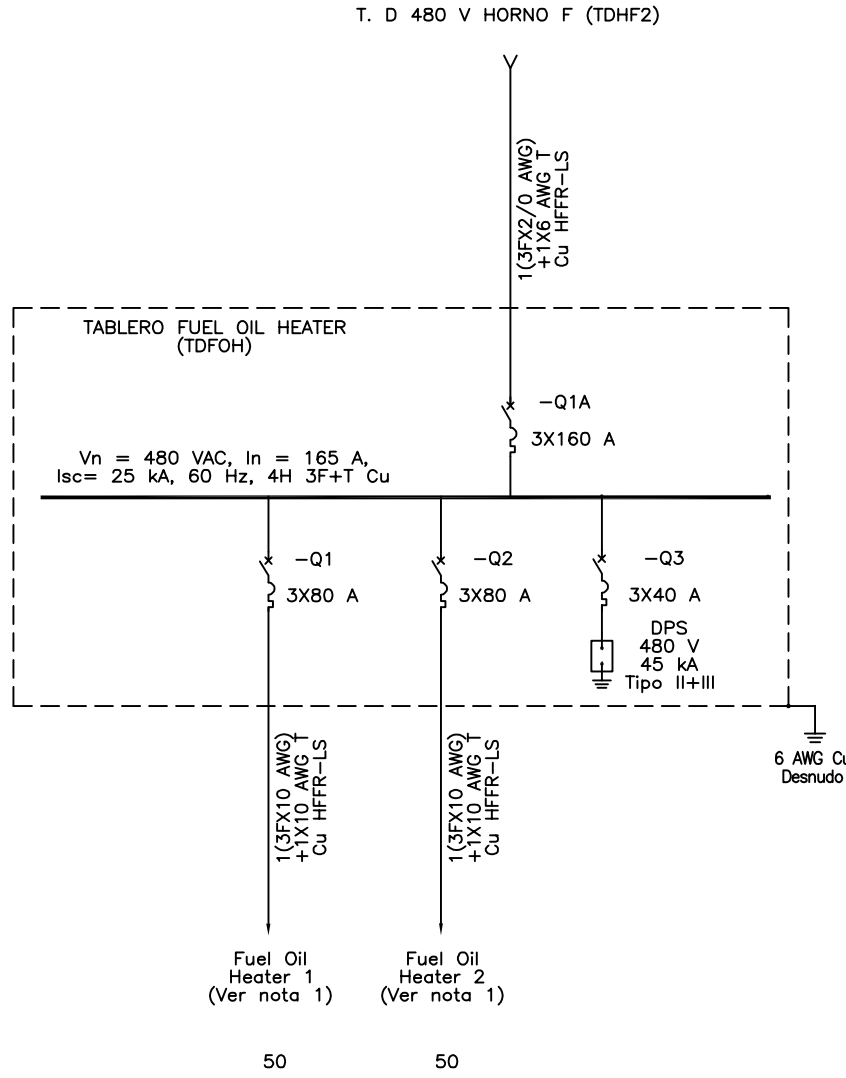 T. D 480 V HORNO F (TDHF2)
1(3FX2/0 AWG)
+1X6 AWG T
Cu HFFR-LS
TABLERO FUEL OIL HEATER
(TDFOH)
-Q1A
3X160 A
Vn = 480 VAC, In = 165 A,
Isc= 25 kA, 60 Hz, 4H 3F+T Cu
-Q1
3X80 A
-Q2
3X80 A
-Q3
3X40 A
DPS
480 V
45 kA
Tipo II+III
6 AWG Cu
Desnudo
1(3FX10 AWG)
+1X10 AWG T
Cu HFFR-LS
1(3FX10 AWG)
+1X10 AWG T
Cu HFFR-LS
Fuel Oil
Heater 1
(Ver nota 1)
Fuel Oil
Heater 2
(Ver nota 1)
50
50